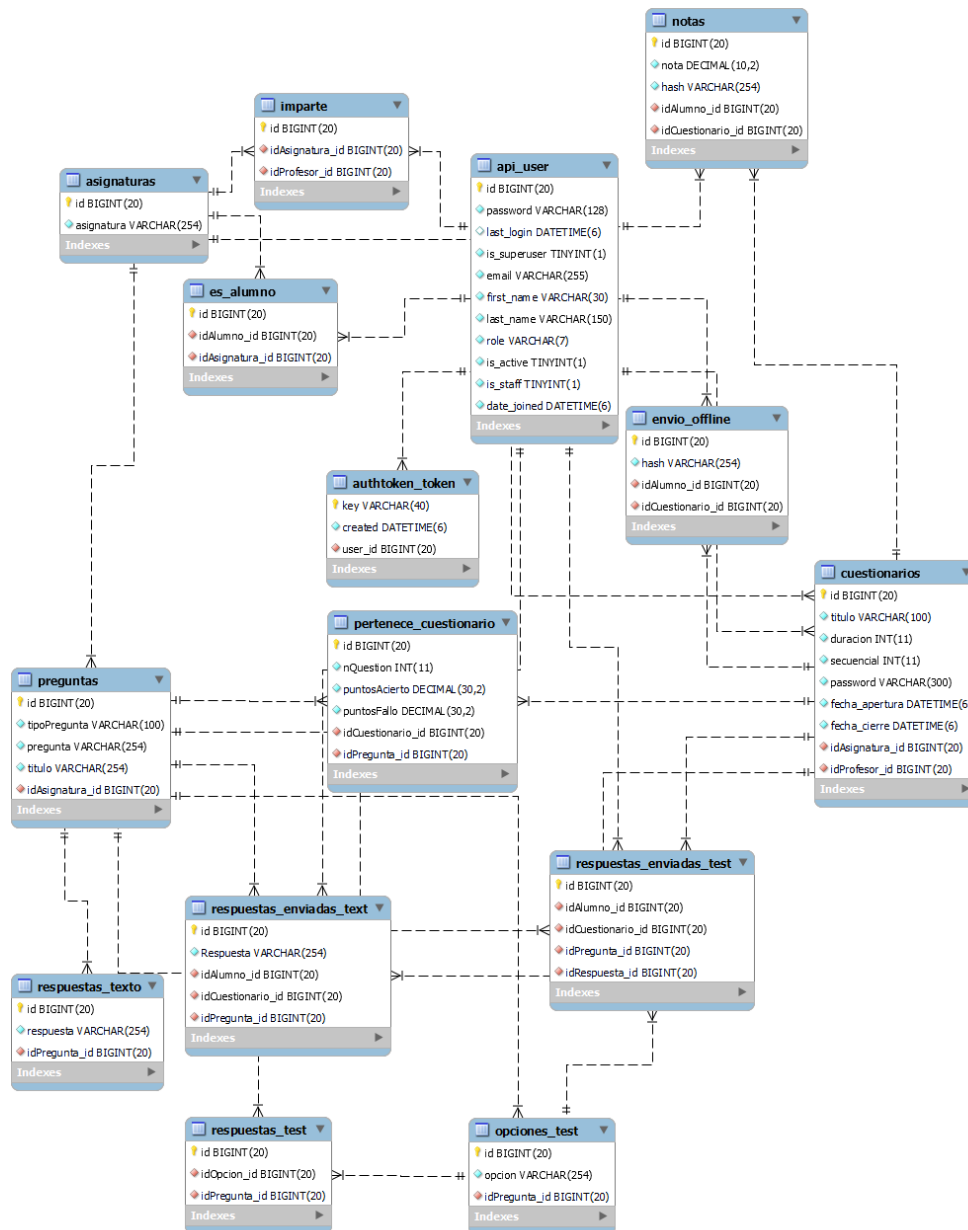 notas
id BIGINT(20)
nota DECIMAL(10,2)
hash VARCHAR(254)
idAlumno_id BIGINT(20)
idCuestionario_id BIGINT(20)
Indexes
imparte
id BIGINT(20)
idAsignatura_id BIGINT(20)
idProfesor_id BIGINT(20)
Indexes
api_user
id BIGINT(20)
password VARCHAR(128)
last_login DATETIME(6)
is_superuser TINYINT(1)
email VARCHAR(255)
first_name VARCHAR(30)
last_name VARCHAR(150)
role VARCHAR(7)
is_active TINYINT(1)
is_staff TINYINT(1)
date_joined DATETIME(6)
Indexes
asignaturas
id BIGINT(20)
asignatura VARCHAR(254)
Indexes
es_alumno
id BIGINT(20)
idAlumno_id BIGINT(20)
idAsignatura_id BIGINT(20)
Indexes
envio_offline
id BIGINT(20)
hash VARCHAR(254)
idAlumno_id BIGINT(20)
idCuestionario_id BIGINT(20)
Indexes
authtoken_token
key VARCHAR(40)
created DATETIME(6)
user_id BIGINT(20)
Indexes
cuestionarios
id BIGINT(20)
titulo VARCHAR(100)
duracion INT(11)
secuencial INT(11)
password VARCHAR(300)
fecha_apertura DATETIME(6
fecha_cierre DATETIME(6)
idAsignatura_id BIGINT(20)
idProfesor_id BIGINT(20)
Indexes
pertenece_cuestionario
id BIGINT(20)
nQuestion INT(11)
puntosAcierto DECIMAL(30,2)
puntosFallo DECIMAL(30,2)
idCuestionario_id BIGINT(20)
idPregunta_id BIGINT(20)
Indexes
preguntas
id BIGINT(20)
tipoPregunta VARCHAR(100)
pregunta VARCHAR(254)
titulo VARCHAR(254)
idAsignatura_id BIGINT(20)
Indexes
respuestas_enviadas_test
id BIGINT(20)
idAlumno_id BIGINT(20)
idCuestionario_id BIGINT(20)
idPregunta_id BIGINT(20)
idRespuesta_id BIGINT(20)
Indexes
respuestas_enviadas_text
id BIGINT(20)
Respuesta VARCHAR(254)
idAlumno_id BIGINT(20)
idCuestionario_id BIGINT(20)
idPregunta_id BIGINT(20)
Indexes
respuestas_texto
id BIGINT(20)
respuesta VARCHAR(254)
idPregunta_id BIGINT(20)
Indexes
respuestas_test
id BIGINT(20)
idOpcion_id BIGINT(20)
idPregunta_id BIGINT(20)
Indexes
opciones_test
id BIGINT(20)
opcion VARCHAR(254)
idPregunta_id BIGINT(20)
Indexes